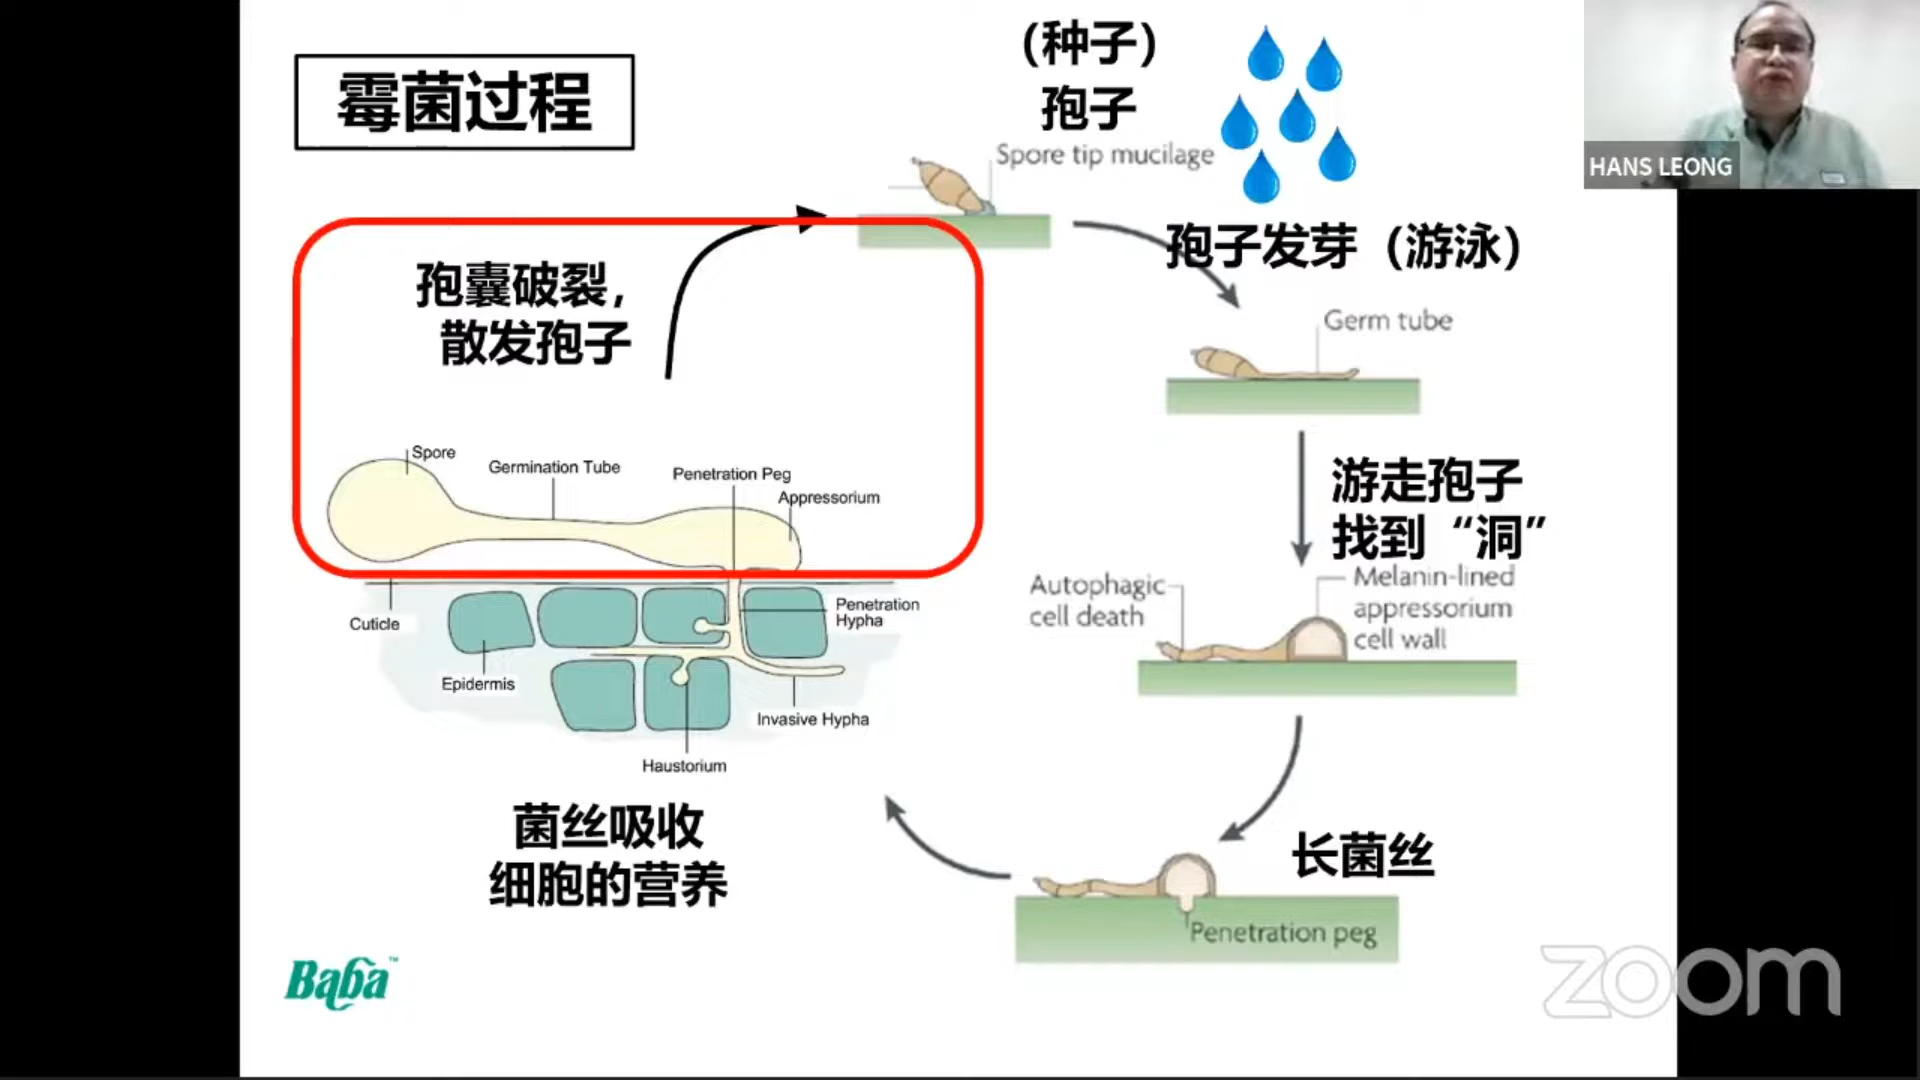 霉菌过程
（种子）
孢子
Spore tip mucilage
HANS LEONG
孢子发芽（游泳）
Germ tube
孢囊破裂，
散发孢子
Spore
Germination Tube
Penetration Peg
Appressorium
游走孢子
找到“洞”
Autophagic
cell death
Melanin-lined
appressorium
cell wall
Cuticle
Penetration
Hypha
Epidermis
Invasive Hypha
Haustorium
菌丝吸收
细胞的营养
长菌丝
Penetration peg
Baba™
zoom